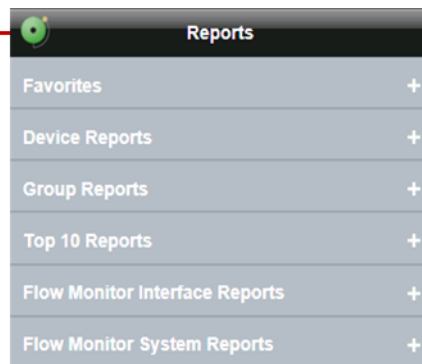 Reports
Favorites +
Device Reports +
Group Reports +
Top 10 Reports +
Flow Monitor Interface Reports +
Flow Monitor System Reports +